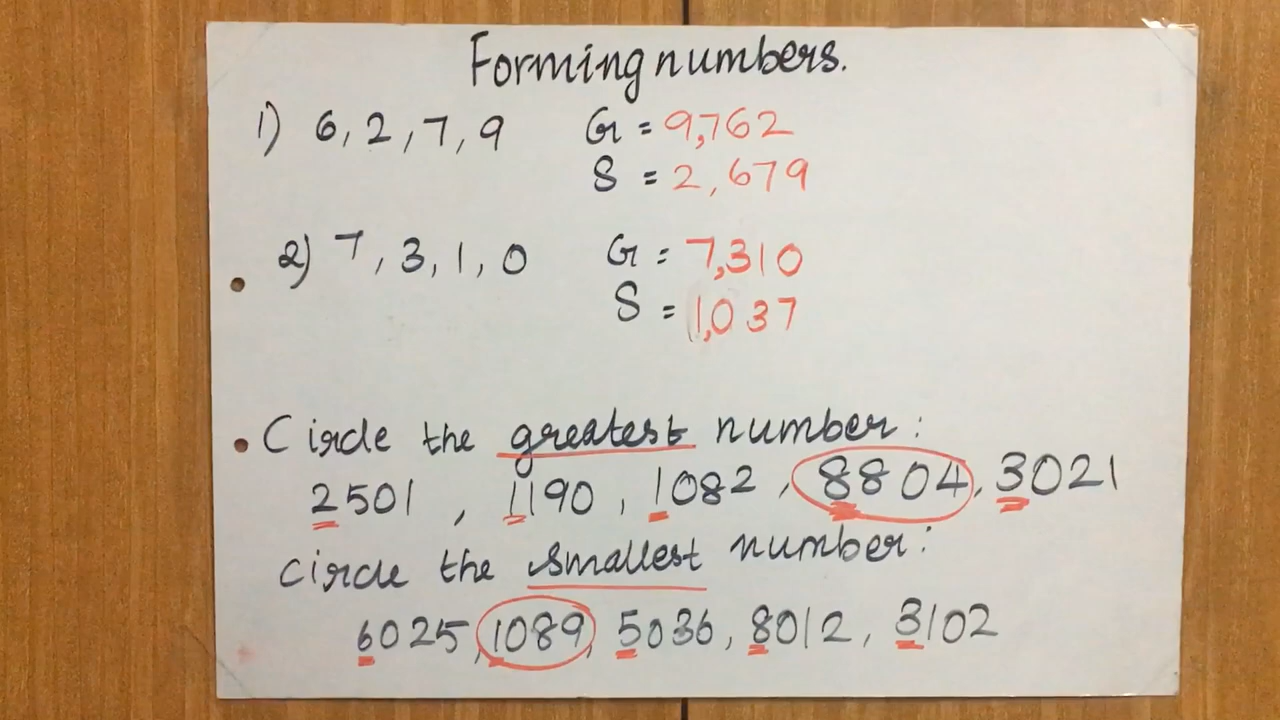 Forming numbers.
1) 6, 2, 7, 9 G = 9,762
S = 2,679
2) 7, 3, 1, 0 G = 7,310
S = 1,037
• Circle the greatest number:
2501, 1190, 1082, 8804, 3021
circle the smallest number:
6025, 1089, 5036, 8012, 3102